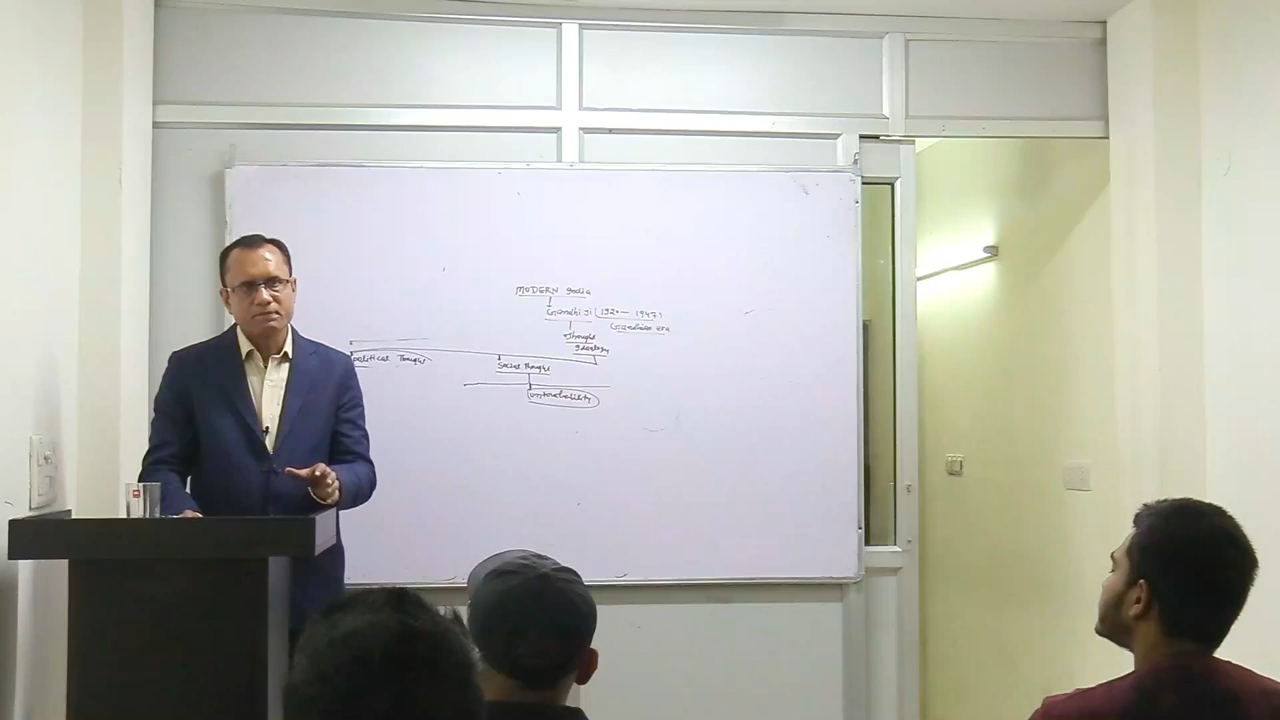 MODERN India
Gandhi Ji (1920 — 1947)
Gandhian era
Thought
Ideology
political Thought
Social Thought
untouchability